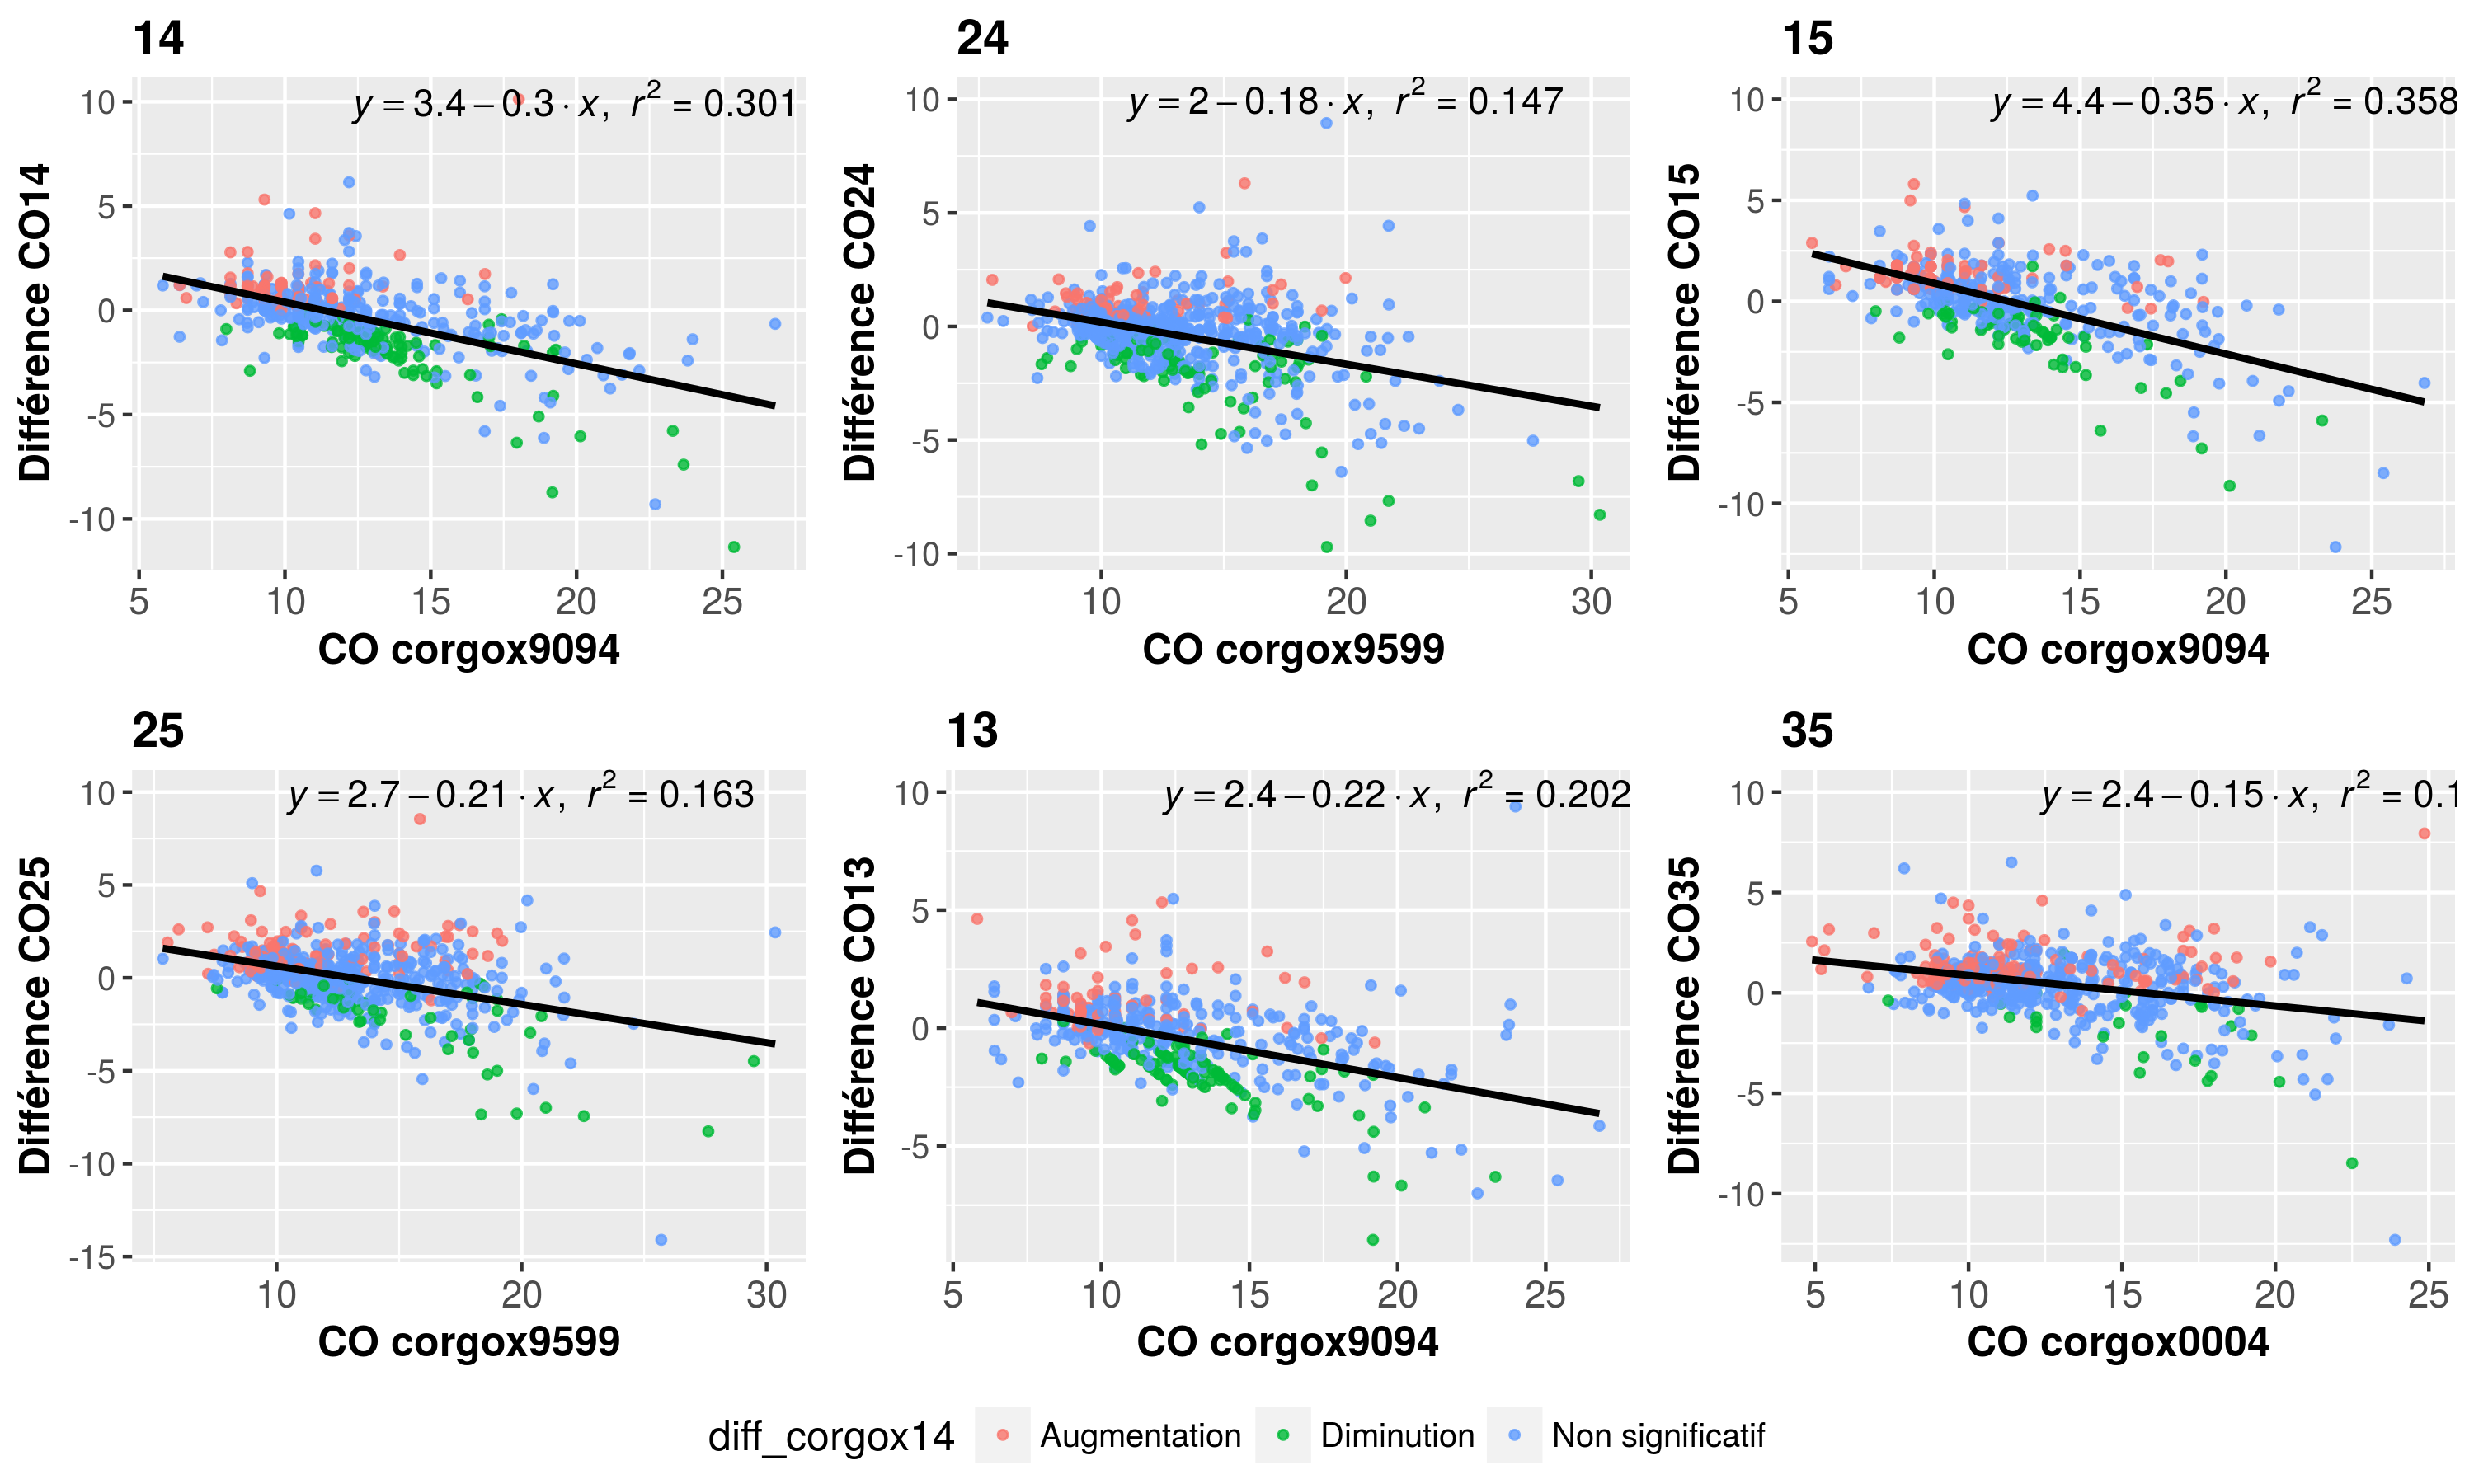 14
y = 3.4 − 0.3 · x, r² = 0.301
10
5
0
-5
-10
Différence CO14
5 10 15 20 25
CO corgox9094
24
y = 2 − 0.18 · x, r² = 0.147
10
5
0
-5
-10
Différence CO24
10 20 30
CO corgox9599
15
y = 4.4 − 0.35 · x, r² = 0.358
10
5
0
-5
-10
Différence CO15
5 10 15 20 25
CO corgox9094
25
y = 2.7 − 0.21 · x, r² = 0.163
10
5
0
-5
-10
-15
Différence CO25
10 20 30
CO corgox9599
13
y = 2.4 − 0.22 · x, r² = 0.202
10
5
0
-5
Différence CO13
5 10 15 20 25
CO corgox9094
35
y = 2.4 − 0.15 · x, r² = 0.1
10
5
0
-5
-10
Différence CO35
5 10 15 20 25
CO corgox0004
diff_corgox14 Augmentation Diminution Non significatif